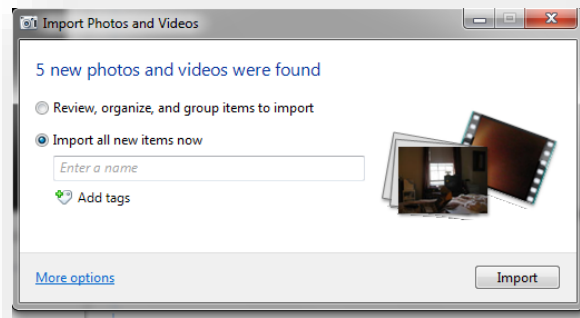 Import Photos and Videos
5 new photos and videos were found
Review, organize, and group items to import
Import all new items now
Enter a name
Add tags
More options
Import